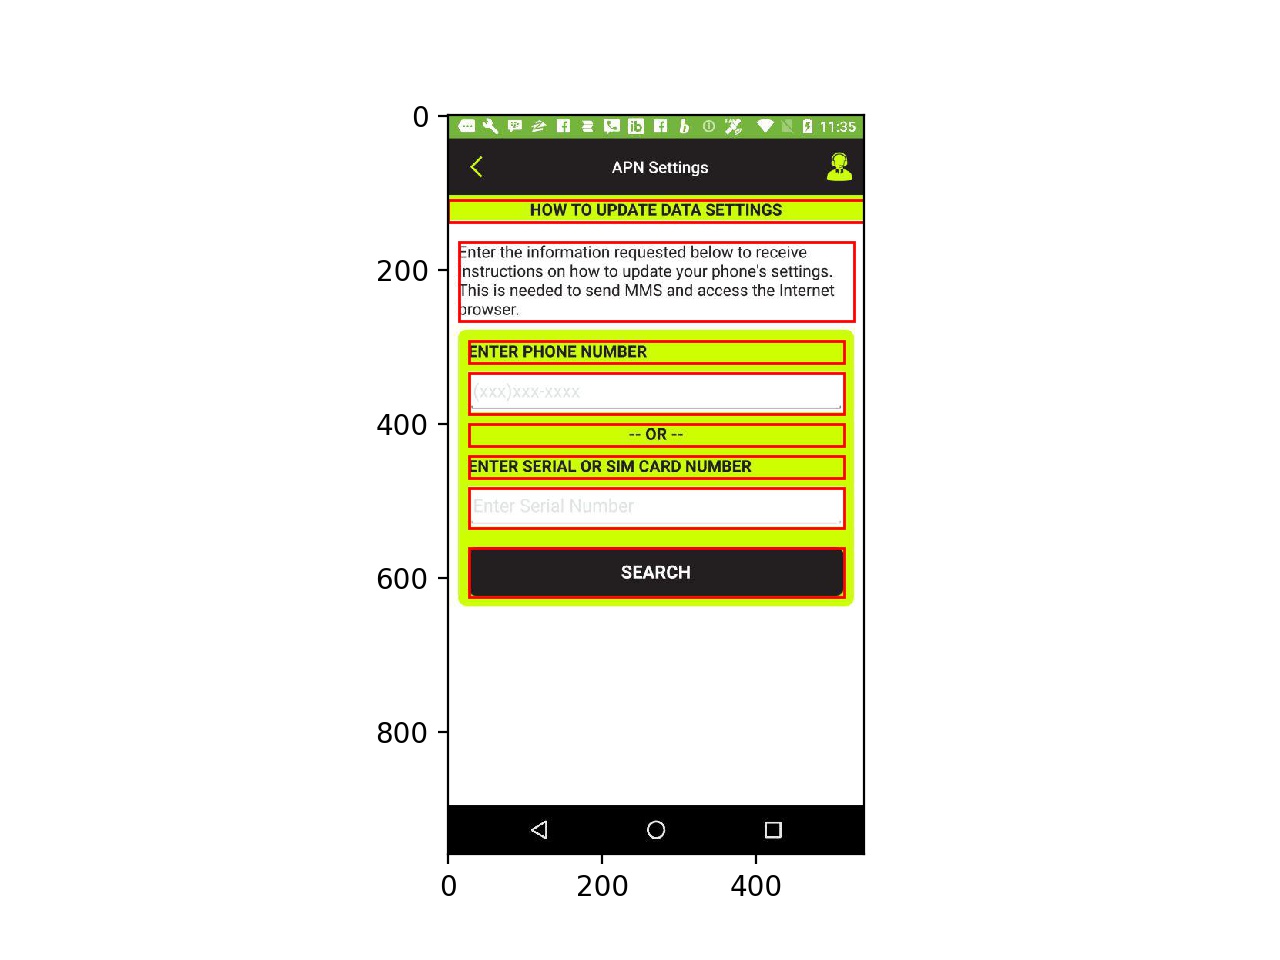 0
200
400
600
800
11:35
APN Settings
HOW TO UPDATE DATA SETTINGS
Enter the information requested below to receive
instructions on how to update your phone's settings.
This is needed to send MMS and access the Internet
browser.
ENTER PHONE NUMBER
(xxx)xxx-xxxx
-- OR --
ENTER SERIAL OR SIM CARD NUMBER
Enter Serial Number
SEARCH
0 200 400